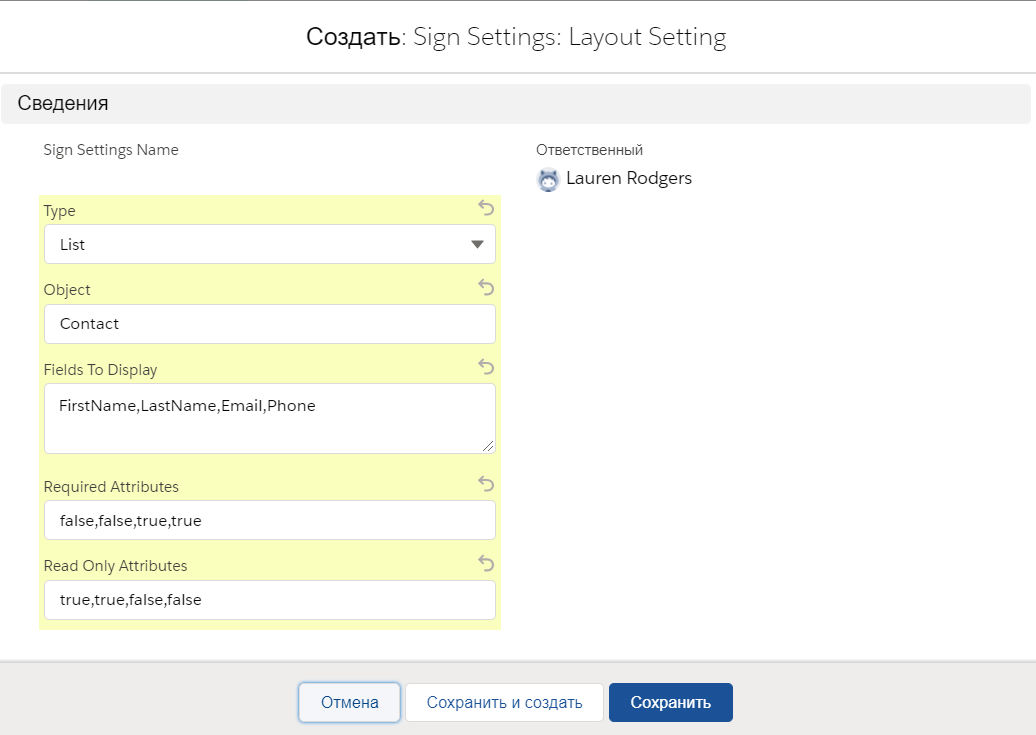 Создать: Sign Settings: Layout Setting
Сведения
Sign Settings Name
Ответственный
Lauren Rodgers
Type
List
Object
Contact
Fields To Display
FirstName,LastName,Email,Phone
Required Attributes
false,false,true,true
Read Only Attributes
true,true,false,false
Отмена
Сохранить и создать
Сохранить